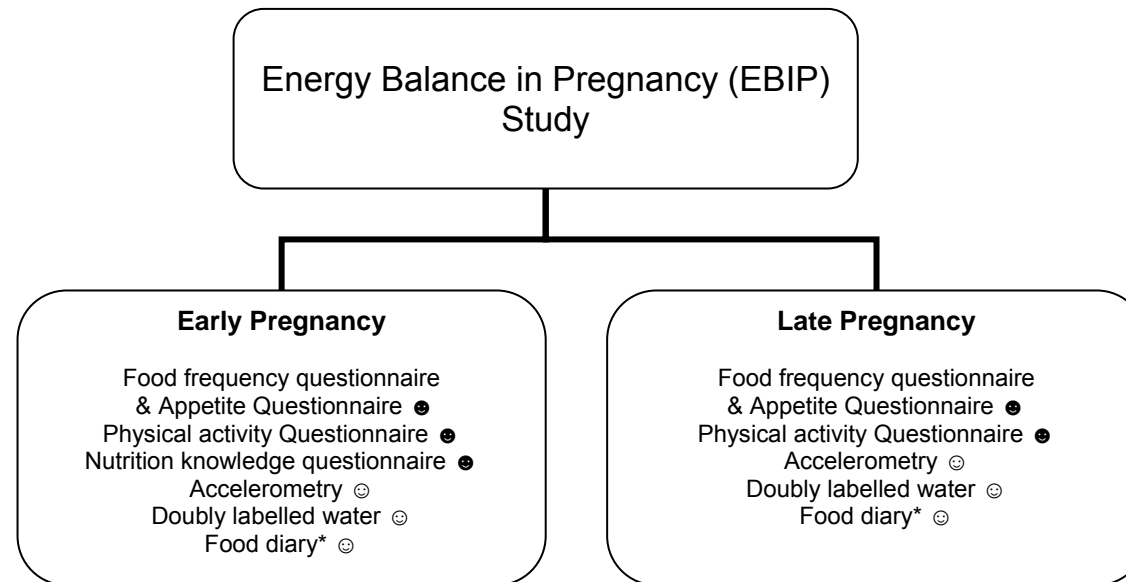 Energy Balance in Pregnancy (EBIP)
Study
Early Pregnancy
Food frequency questionnaire
& Appetite Questionnaire ☻
Physical activity Questionnaire ☻
Nutrition knowledge questionnaire ☻
Accelerometry ☺
Doubly labelled water ☺
Food diary* ☺
Late Pregnancy
Food frequency questionnaire
& Appetite Questionnaire ☻
Physical activity Questionnaire ☻
Accelerometry ☺
Doubly labelled water ☺
Food diary* ☺